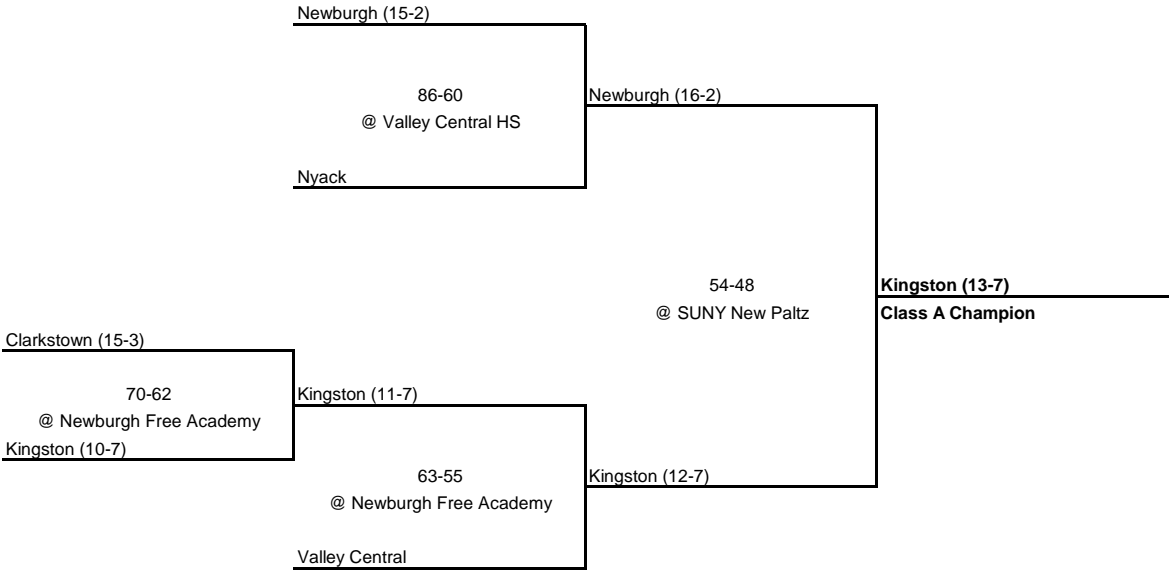 Newburgh (15-2)
86-60
@ Valley Central HS
Newburgh (16-2)
Nyack
54-48
@ SUNY New Paltz
Kingston (13-7)
Class A Champion
Clarkstown (15-3)
70-62
@ Newburgh Free Academy
Kingston (11-7)
Kingston (10-7)
63-55
@ Newburgh Free Academy
Kingston (12-7)
Valley Central